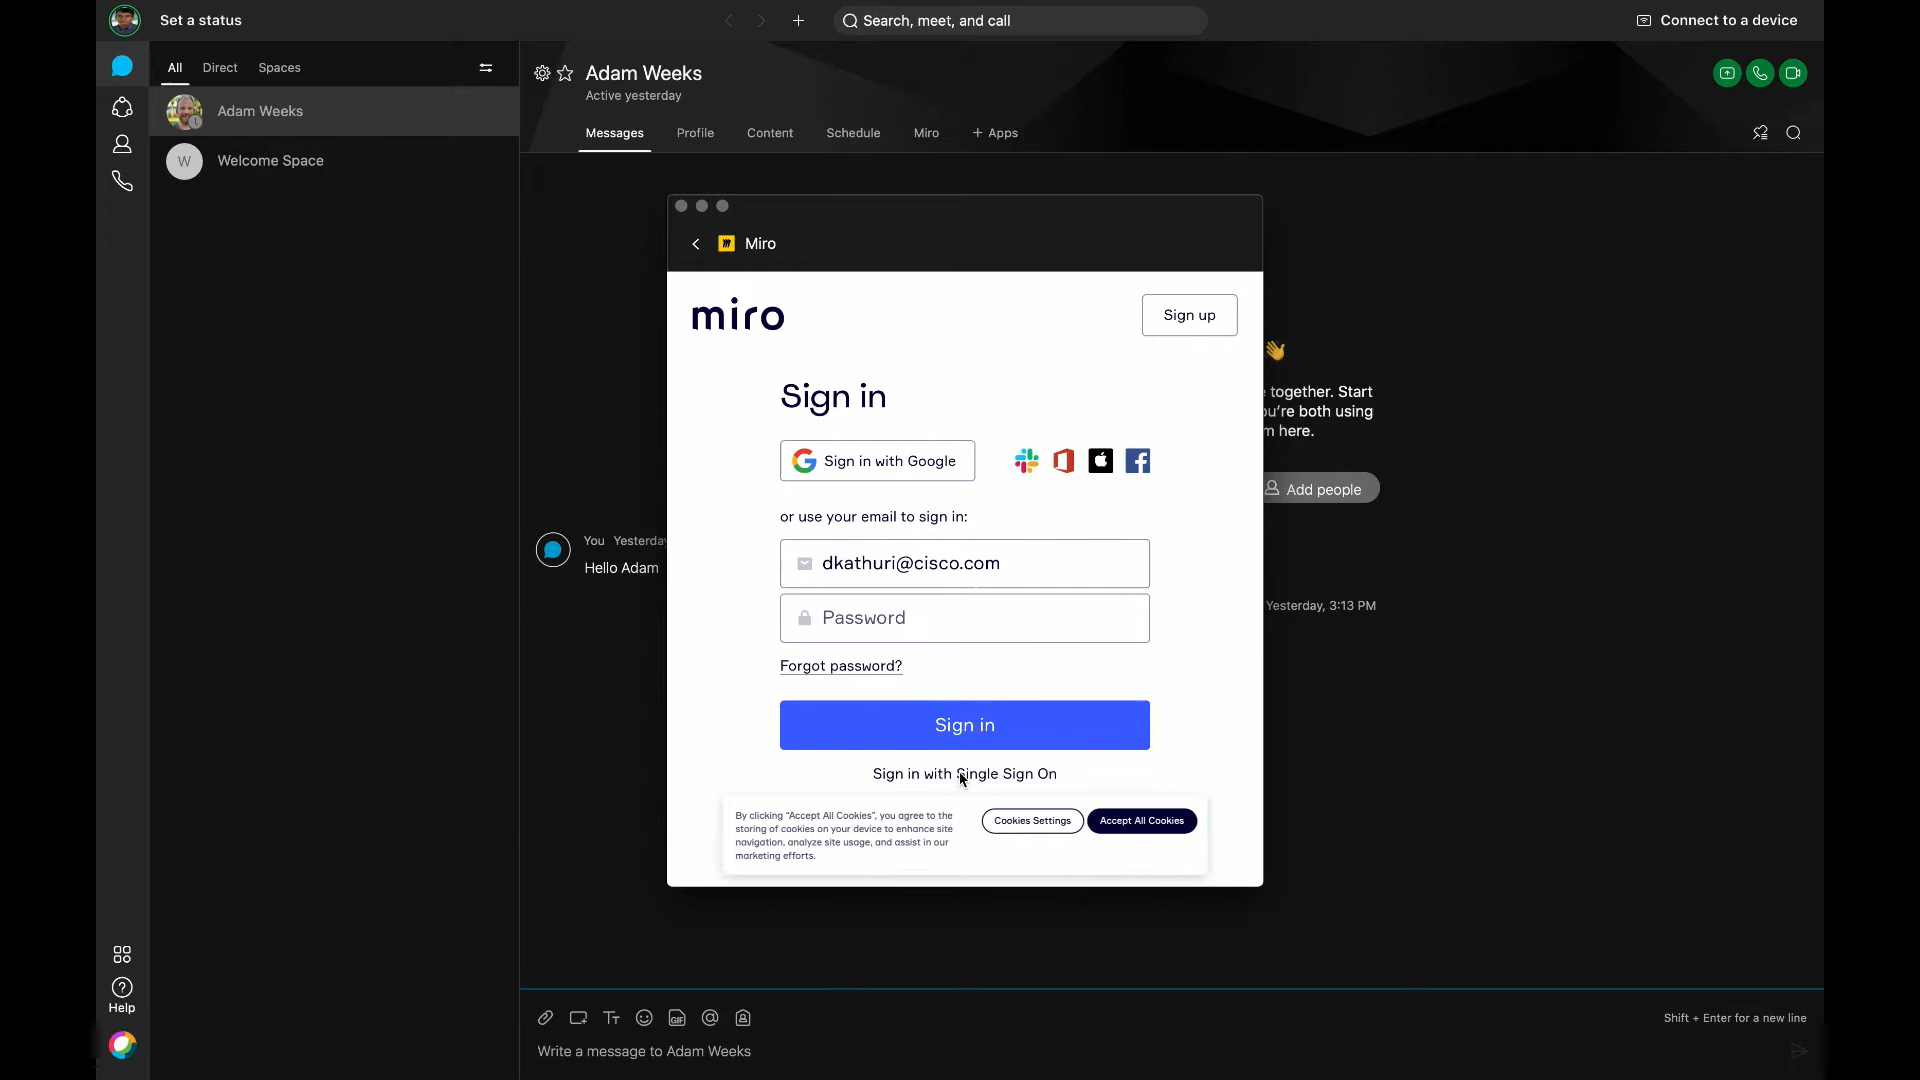 Set a status
Search, meet, and call
Connect to a device
All Direct Spaces
Adam Weeks
W Welcome Space
Help
Adam Weeks
Active yesterday
Messages Profile Content Schedule Miro + Apps
Miro
miro
Sign up
Sign in
Sign in with Google
or use your email to sign in:
dkathuri@cisco.com
Password
Forgot password?
Sign in
Sign in with Single Sign On
By clicking “Accept All Cookies”, you agree to the
storing of cookies on your device to enhance site
navigation, analyze site usage, and assist in our
marketing efforts.
Cookies Settings
Accept All Cookies
together. Start
u’re both using
m here.
Add people
You Yesterday
Hello Adam
Yesterday, 3:13 PM
GIF
Shift + Enter for a new line
Write a message to Adam Weeks